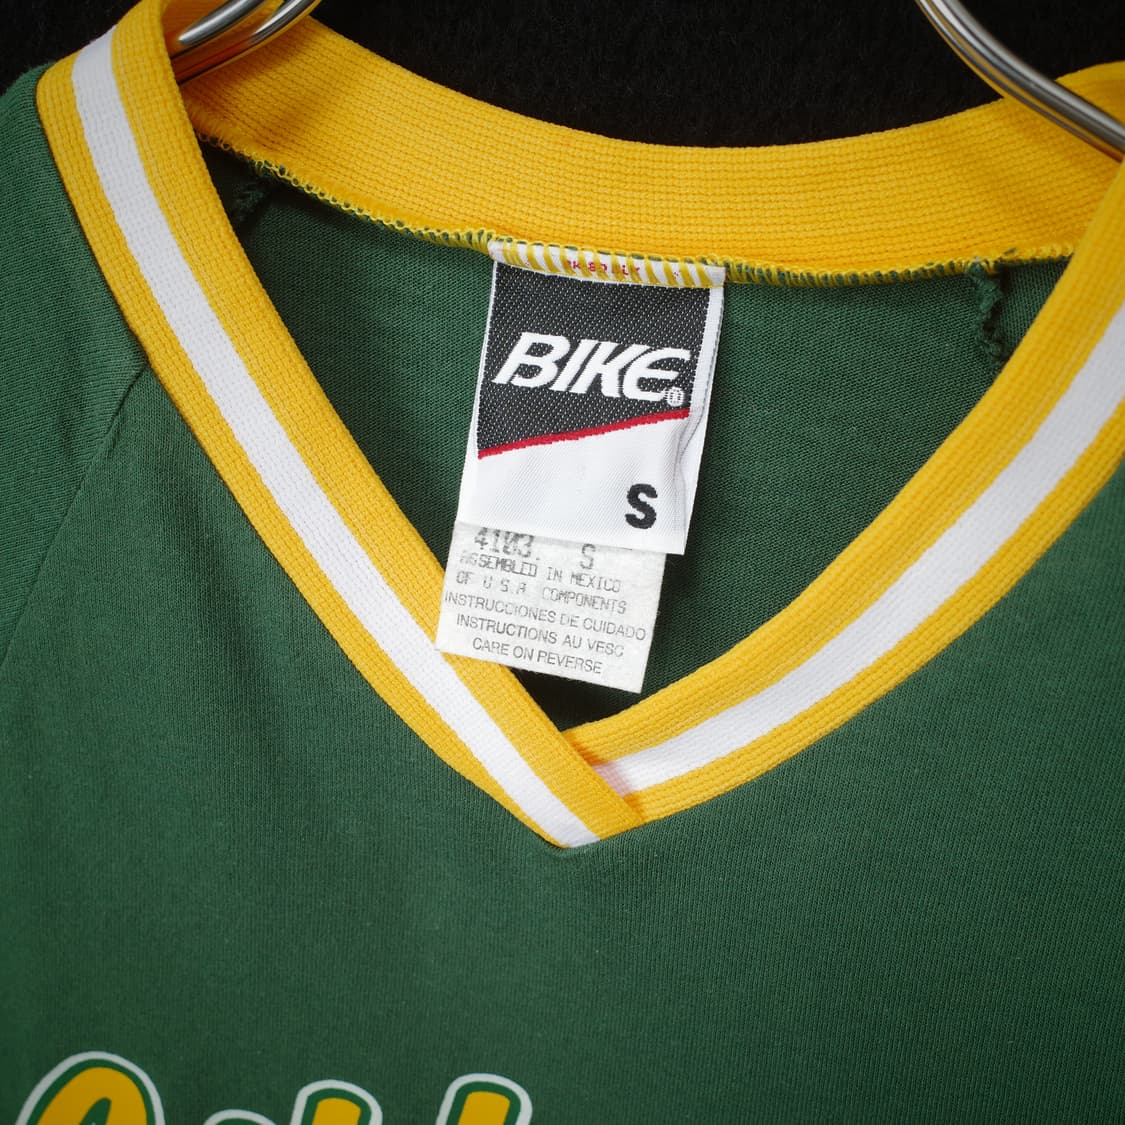 BIKE®
S
4103. S
ASSEMBLED IN MEXICO
OF U.S.A. COMPONENTS
INSTRUCCIONES DE CUIDADO
INSTRUCTIONS AU VESO
CARE ON REVERSE